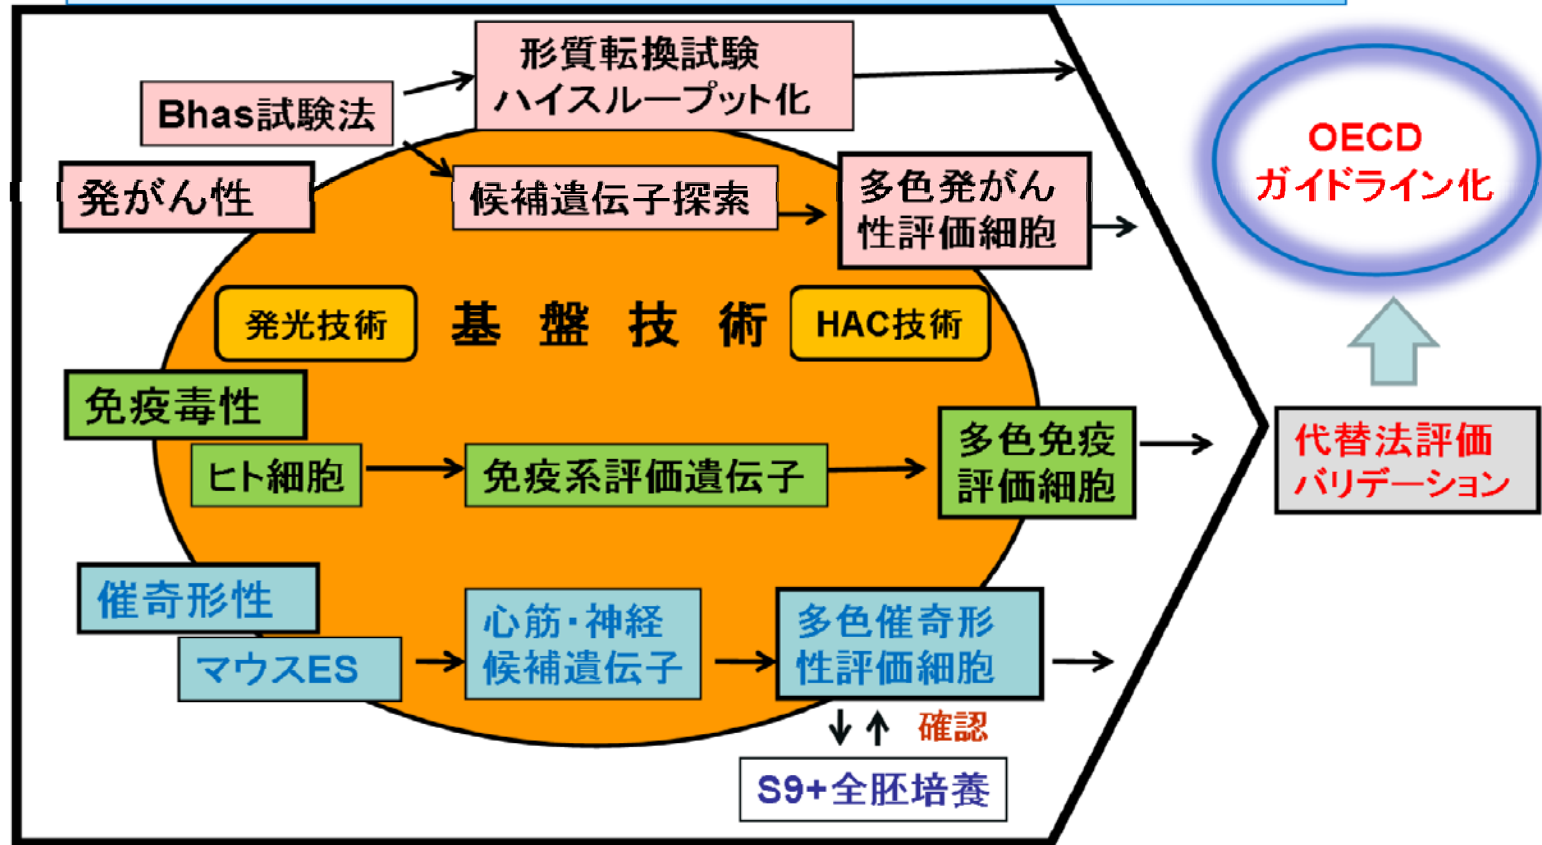 形質転換試験
ハイスループット化
Bhas試験法
発がん性
候補遺伝子探索
多色発がん
性評価細胞
OECD
ガイドライン化
発光技術
基盤技術
HAC技術
免疫毒性
ヒト細胞
免疫系評価遺伝子
多色免疫
評価細胞
代替法評価
バリデーション
催奇形性
マウスES
心筋・神経
候補遺伝子
多色催奇形
性評価細胞
確認
S9+全胚培養